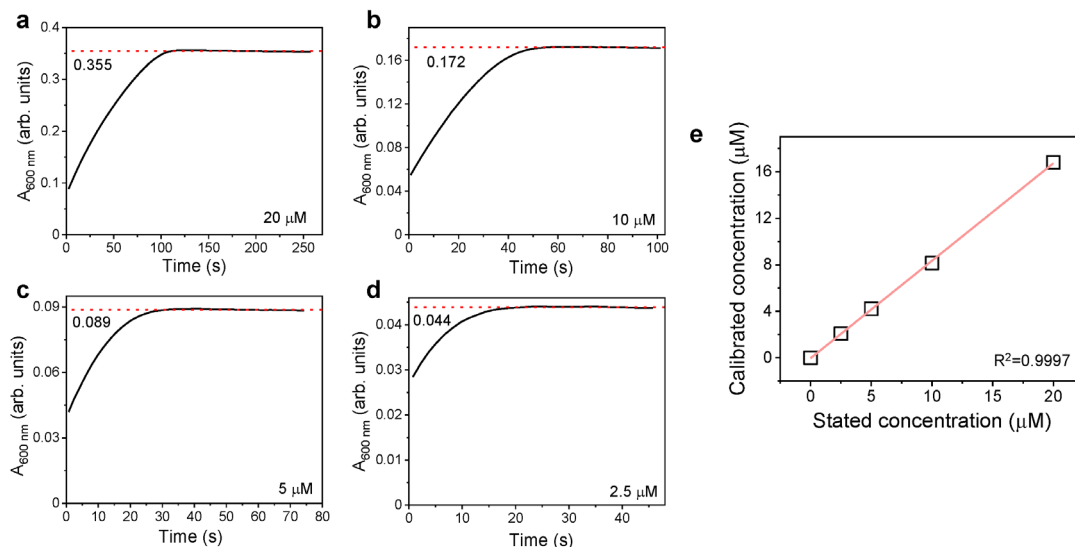 a
0.4
0.3
0.2
0.1
0
0.355
20 μM
0 50 100 150 200 250
Time (s)
A600 nm (arb. units)
b
0.16
0.12
0.08
0.04
0
0.172
10 μM
0 20 40 60 80 100
Time (s)
A600 nm (arb. units)
c
0.09
0.06
0.03
0.00
0.089
5 μM
0 10 20 30 40 50 60 70 80
Time (s)
A600 nm (arb. units)
d
0.04
0.03
0.02
0.01
0
0.044
2.5 μM
0 10 20 30 40
Time (s)
A600 nm (arb. units)
e
16
12
8
4
0
R2=0.9997
0 5 10 15 20
Stated concentration (μM)
Calibrated concentration (μM)